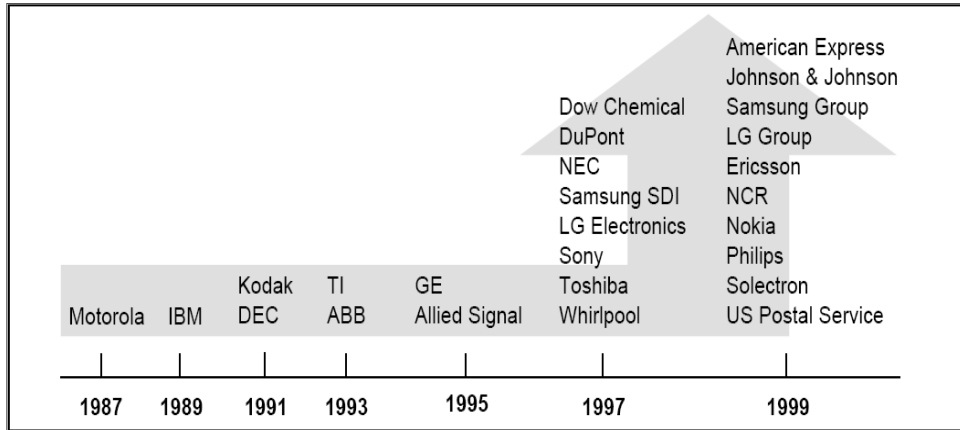 American Express
Johnson & Johnson
Dow Chemical
Samsung Group
DuPont
LG Group
NEC
Ericsson
Samsung SDI
NCR
LG Electronics
Nokia
Sony
Philips
Kodak
TI
GE
Toshiba
Solectron
Motorola
IBM
DEC
ABB
Allied Signal
Whirlpool
US Postal Service
1987
1989
1991
1993
1995
1997
1999